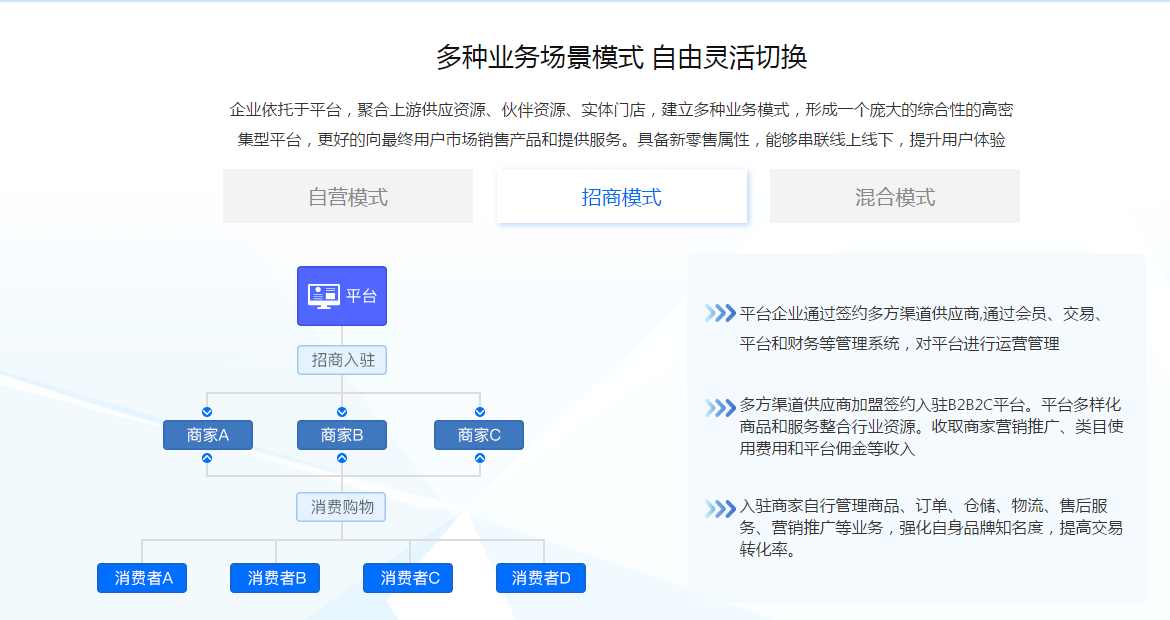 多种业务场景模式 自由灵活切换
企业依托于平台，聚合上游供应资源、伙伴资源、实体门店，建立多种业务模式，形成一个庞大的综合性的高密
集型平台，更好的向最终用户市场销售产品和提供服务。具备新零售属性，能够串联线上线下，提升用户体验
自营模式
招商模式
混合模式
平台
招商入驻
商家A
商家B
商家C
消费购物
消费者A
消费者B
消费者C
消费者D
平台企业通过签约多方渠道供应商,通过会员、交易、
平台和财务等管理系统，对平台进行运营管理
多方渠道供应商加盟签约入驻B2B2C平台。平台多样化
商品和服务整合行业资源。收取商家营销推广、类目使
用费用和平台佣金等收入
入驻商家自行管理商品、订单、仓储、物流、售后服
务、营销推广等业务，强化自身品牌知名度，提高交易
转化率。